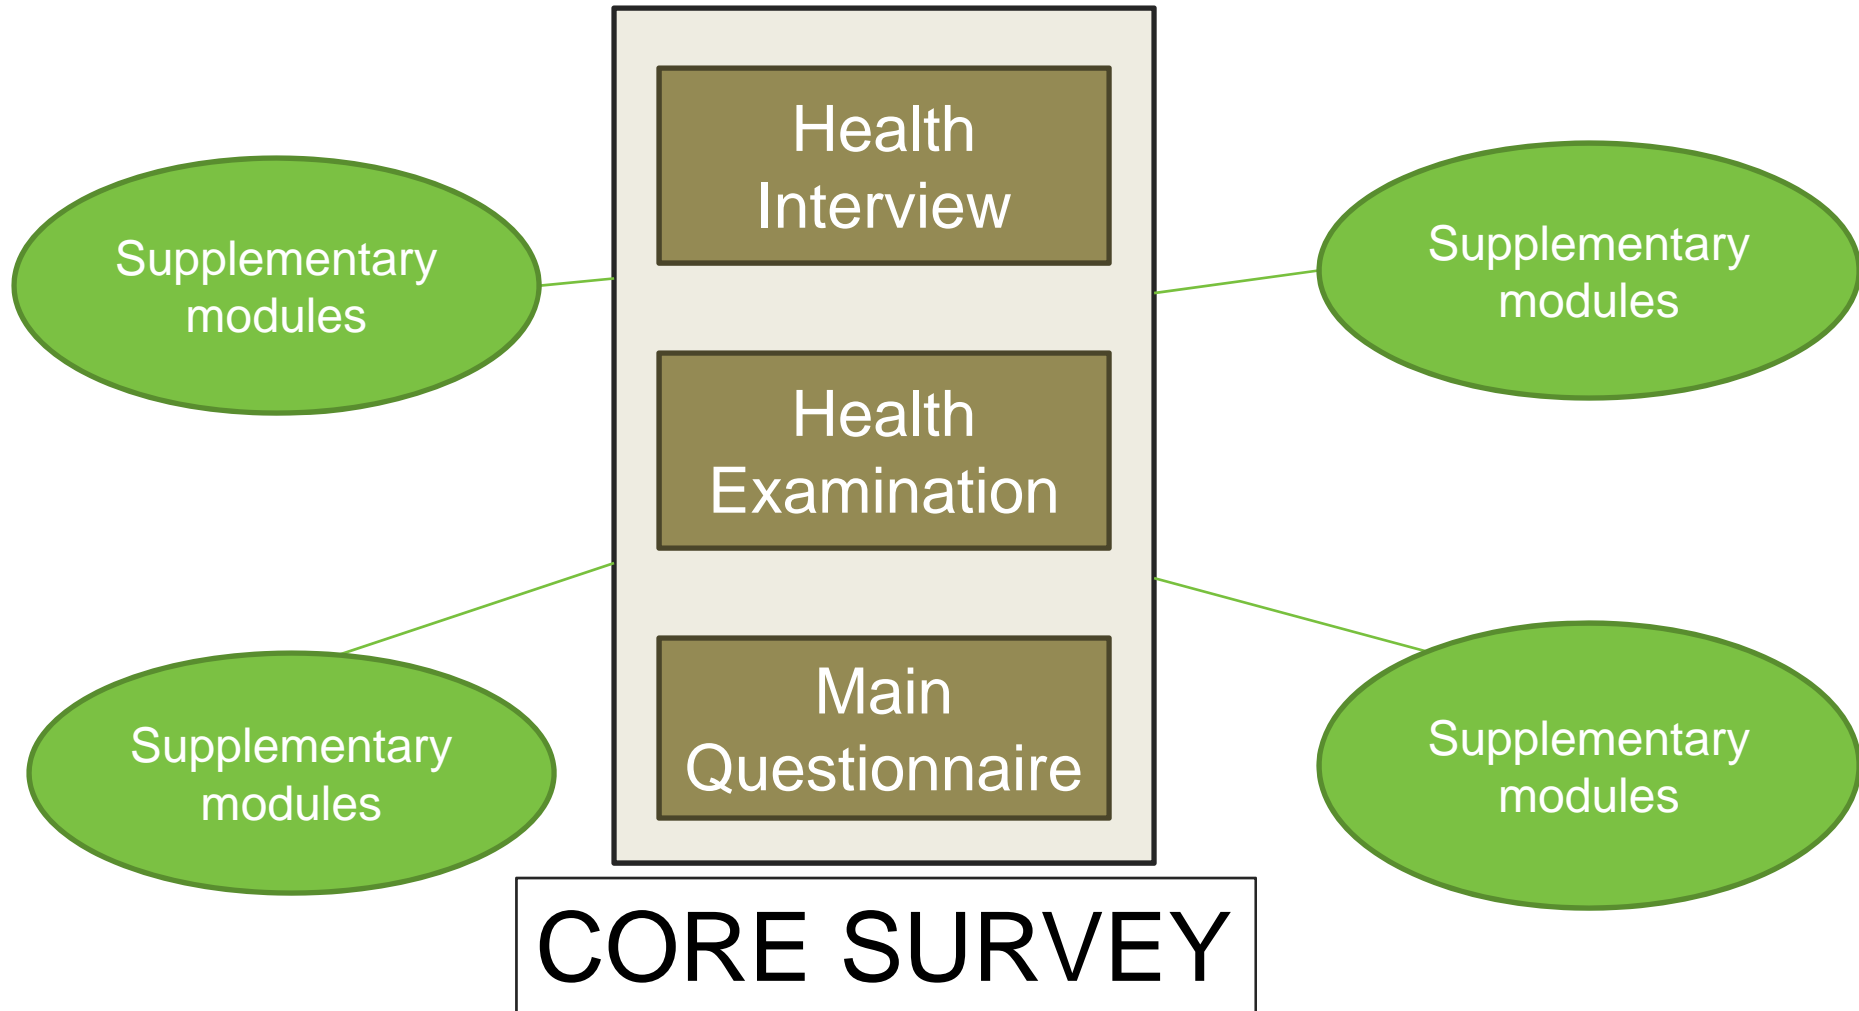 Health
Interview
Supplementary
modules
Supplementary
modules
Health
Examination
Main
Questionnaire
Supplementary
modules
Supplementary
modules
CORE SURVEY